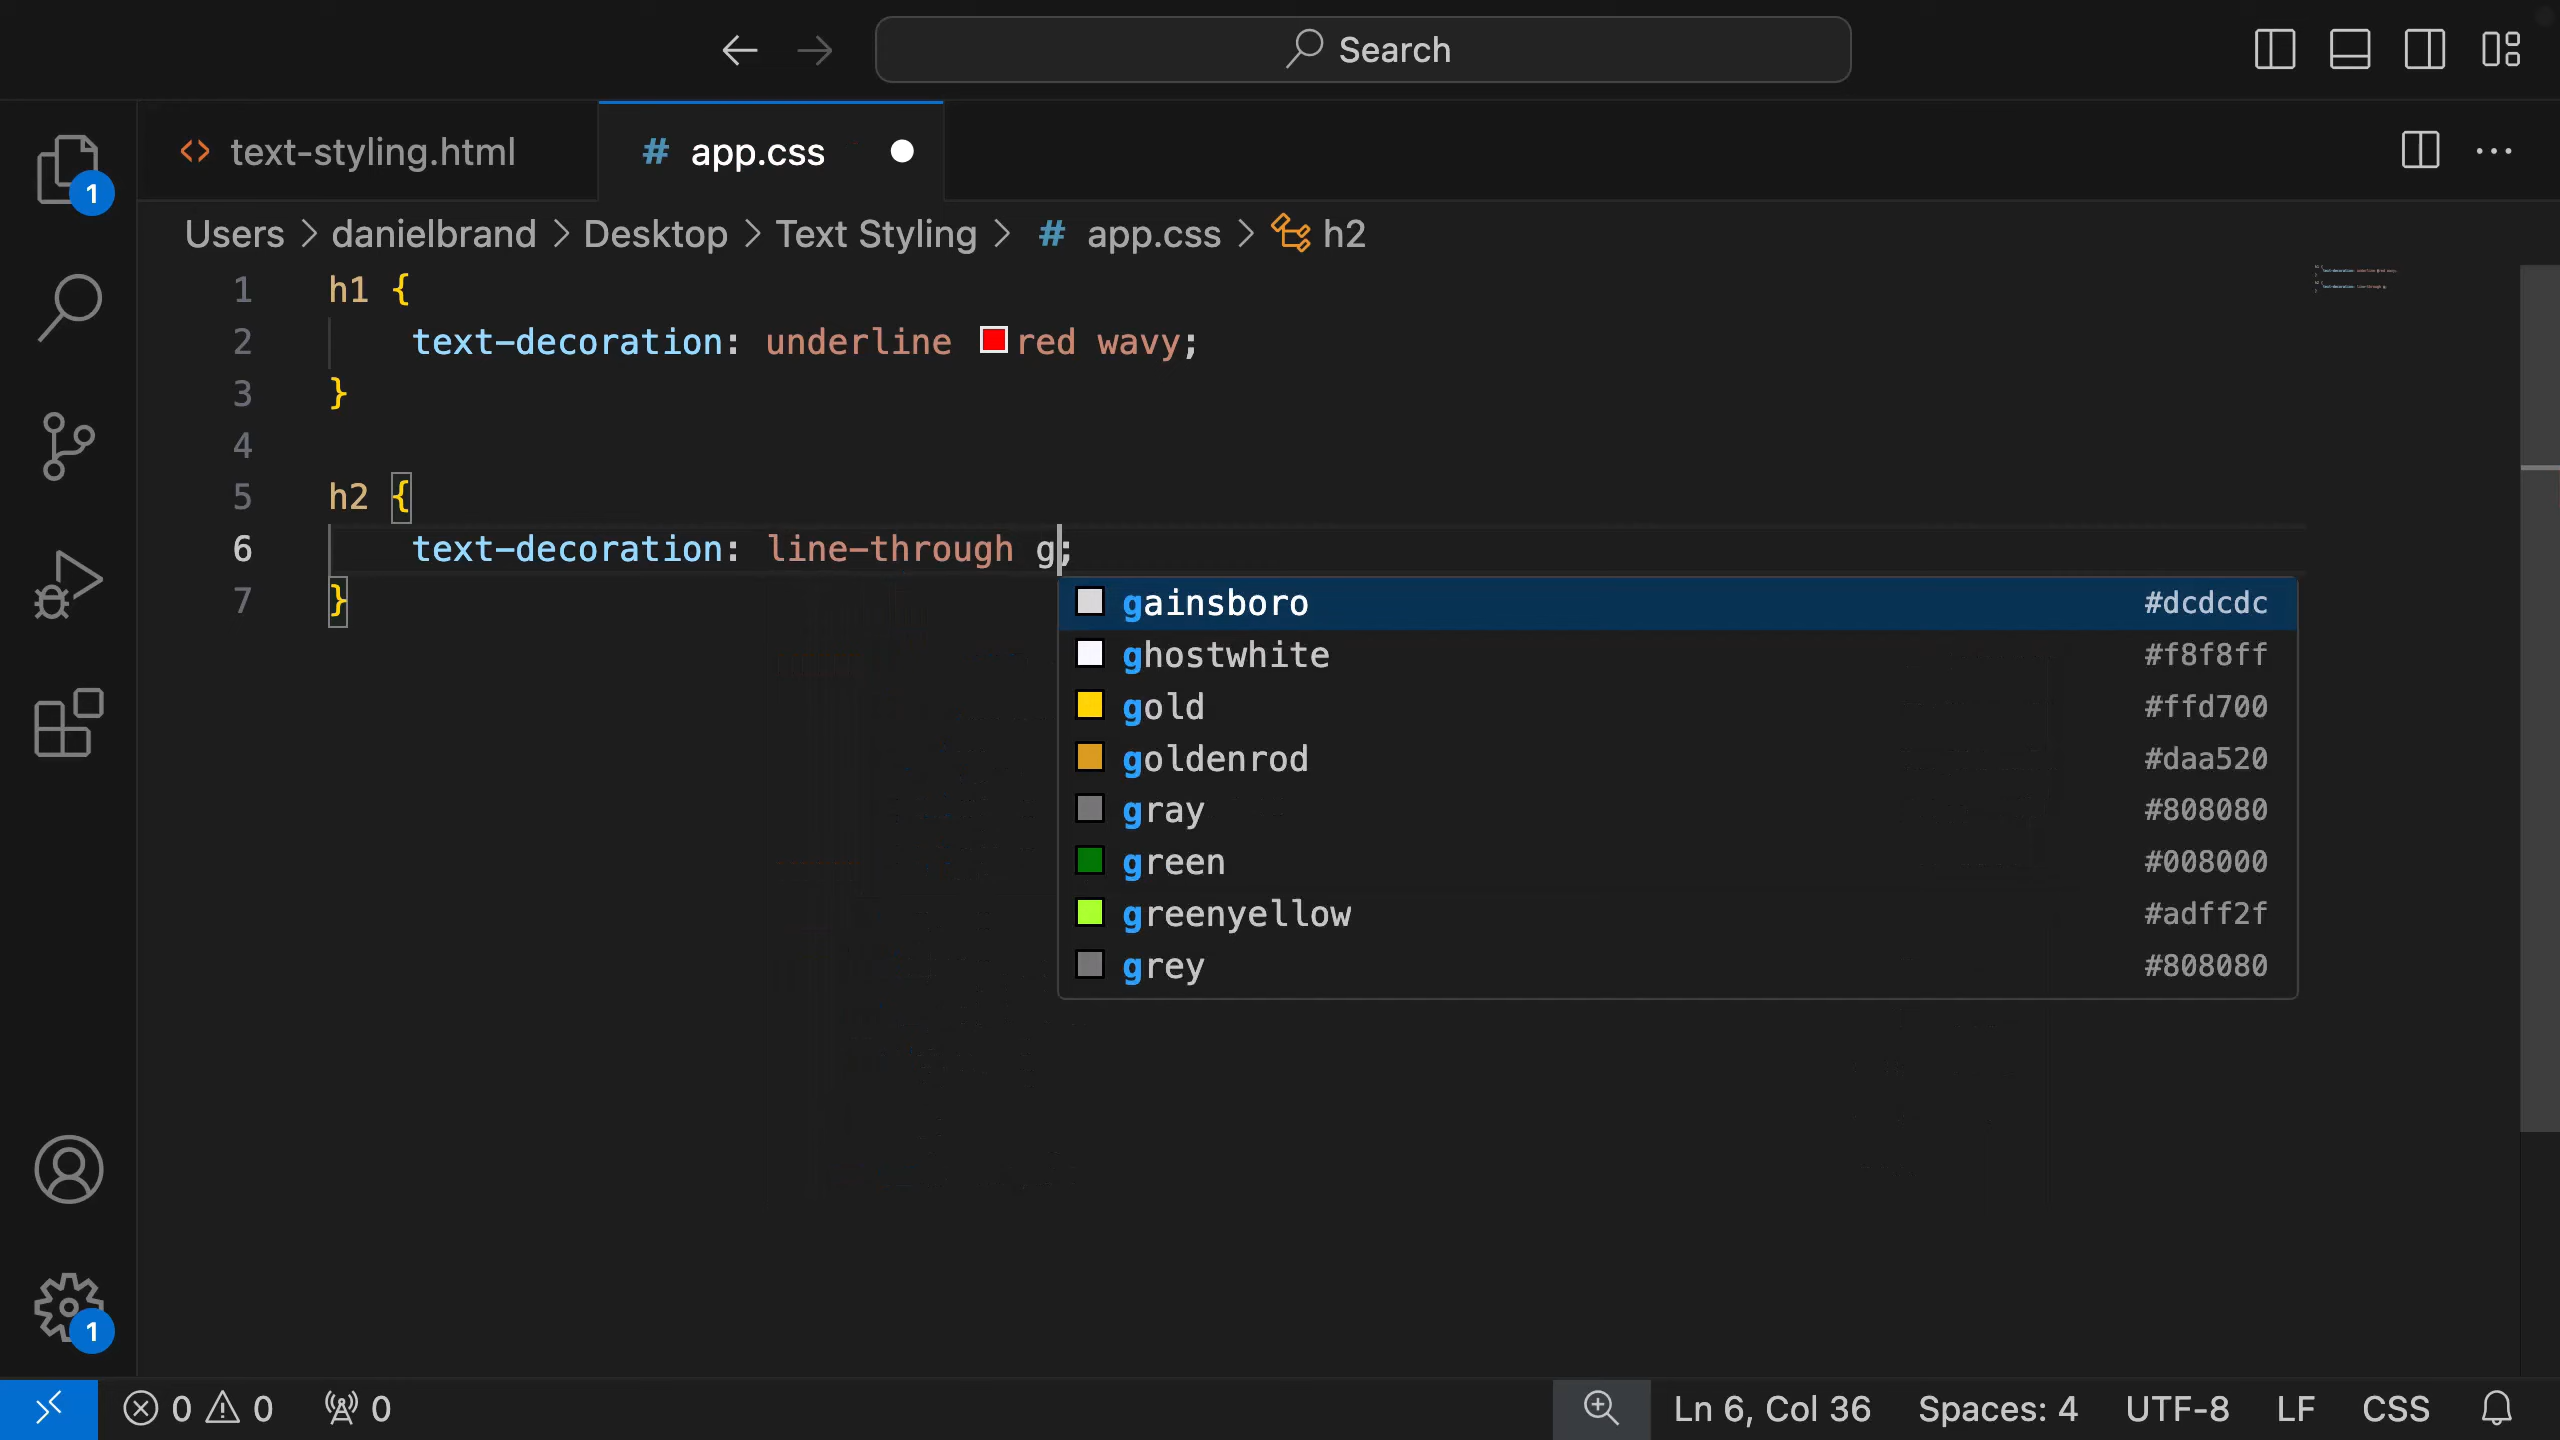 Search
text-styling.html
# app.css
Users > danielbrand > Desktop > Text Styling > # app.css > h2
1 h1 {
2 text-decoration: underline red wavy;
3 }
4
5 h2 {
6 text-decoration: line-through g;
7 }
gainsboro #dcdcdc
ghostwhite #f8f8ff
gold #ffd700
goldenrod #daa520
gray #808080
green #008000
greenyellow #adff2f
grey #808080
1
1
0 0 0
Ln 6, Col 36 Spaces: 4 UTF-8 LF CSS